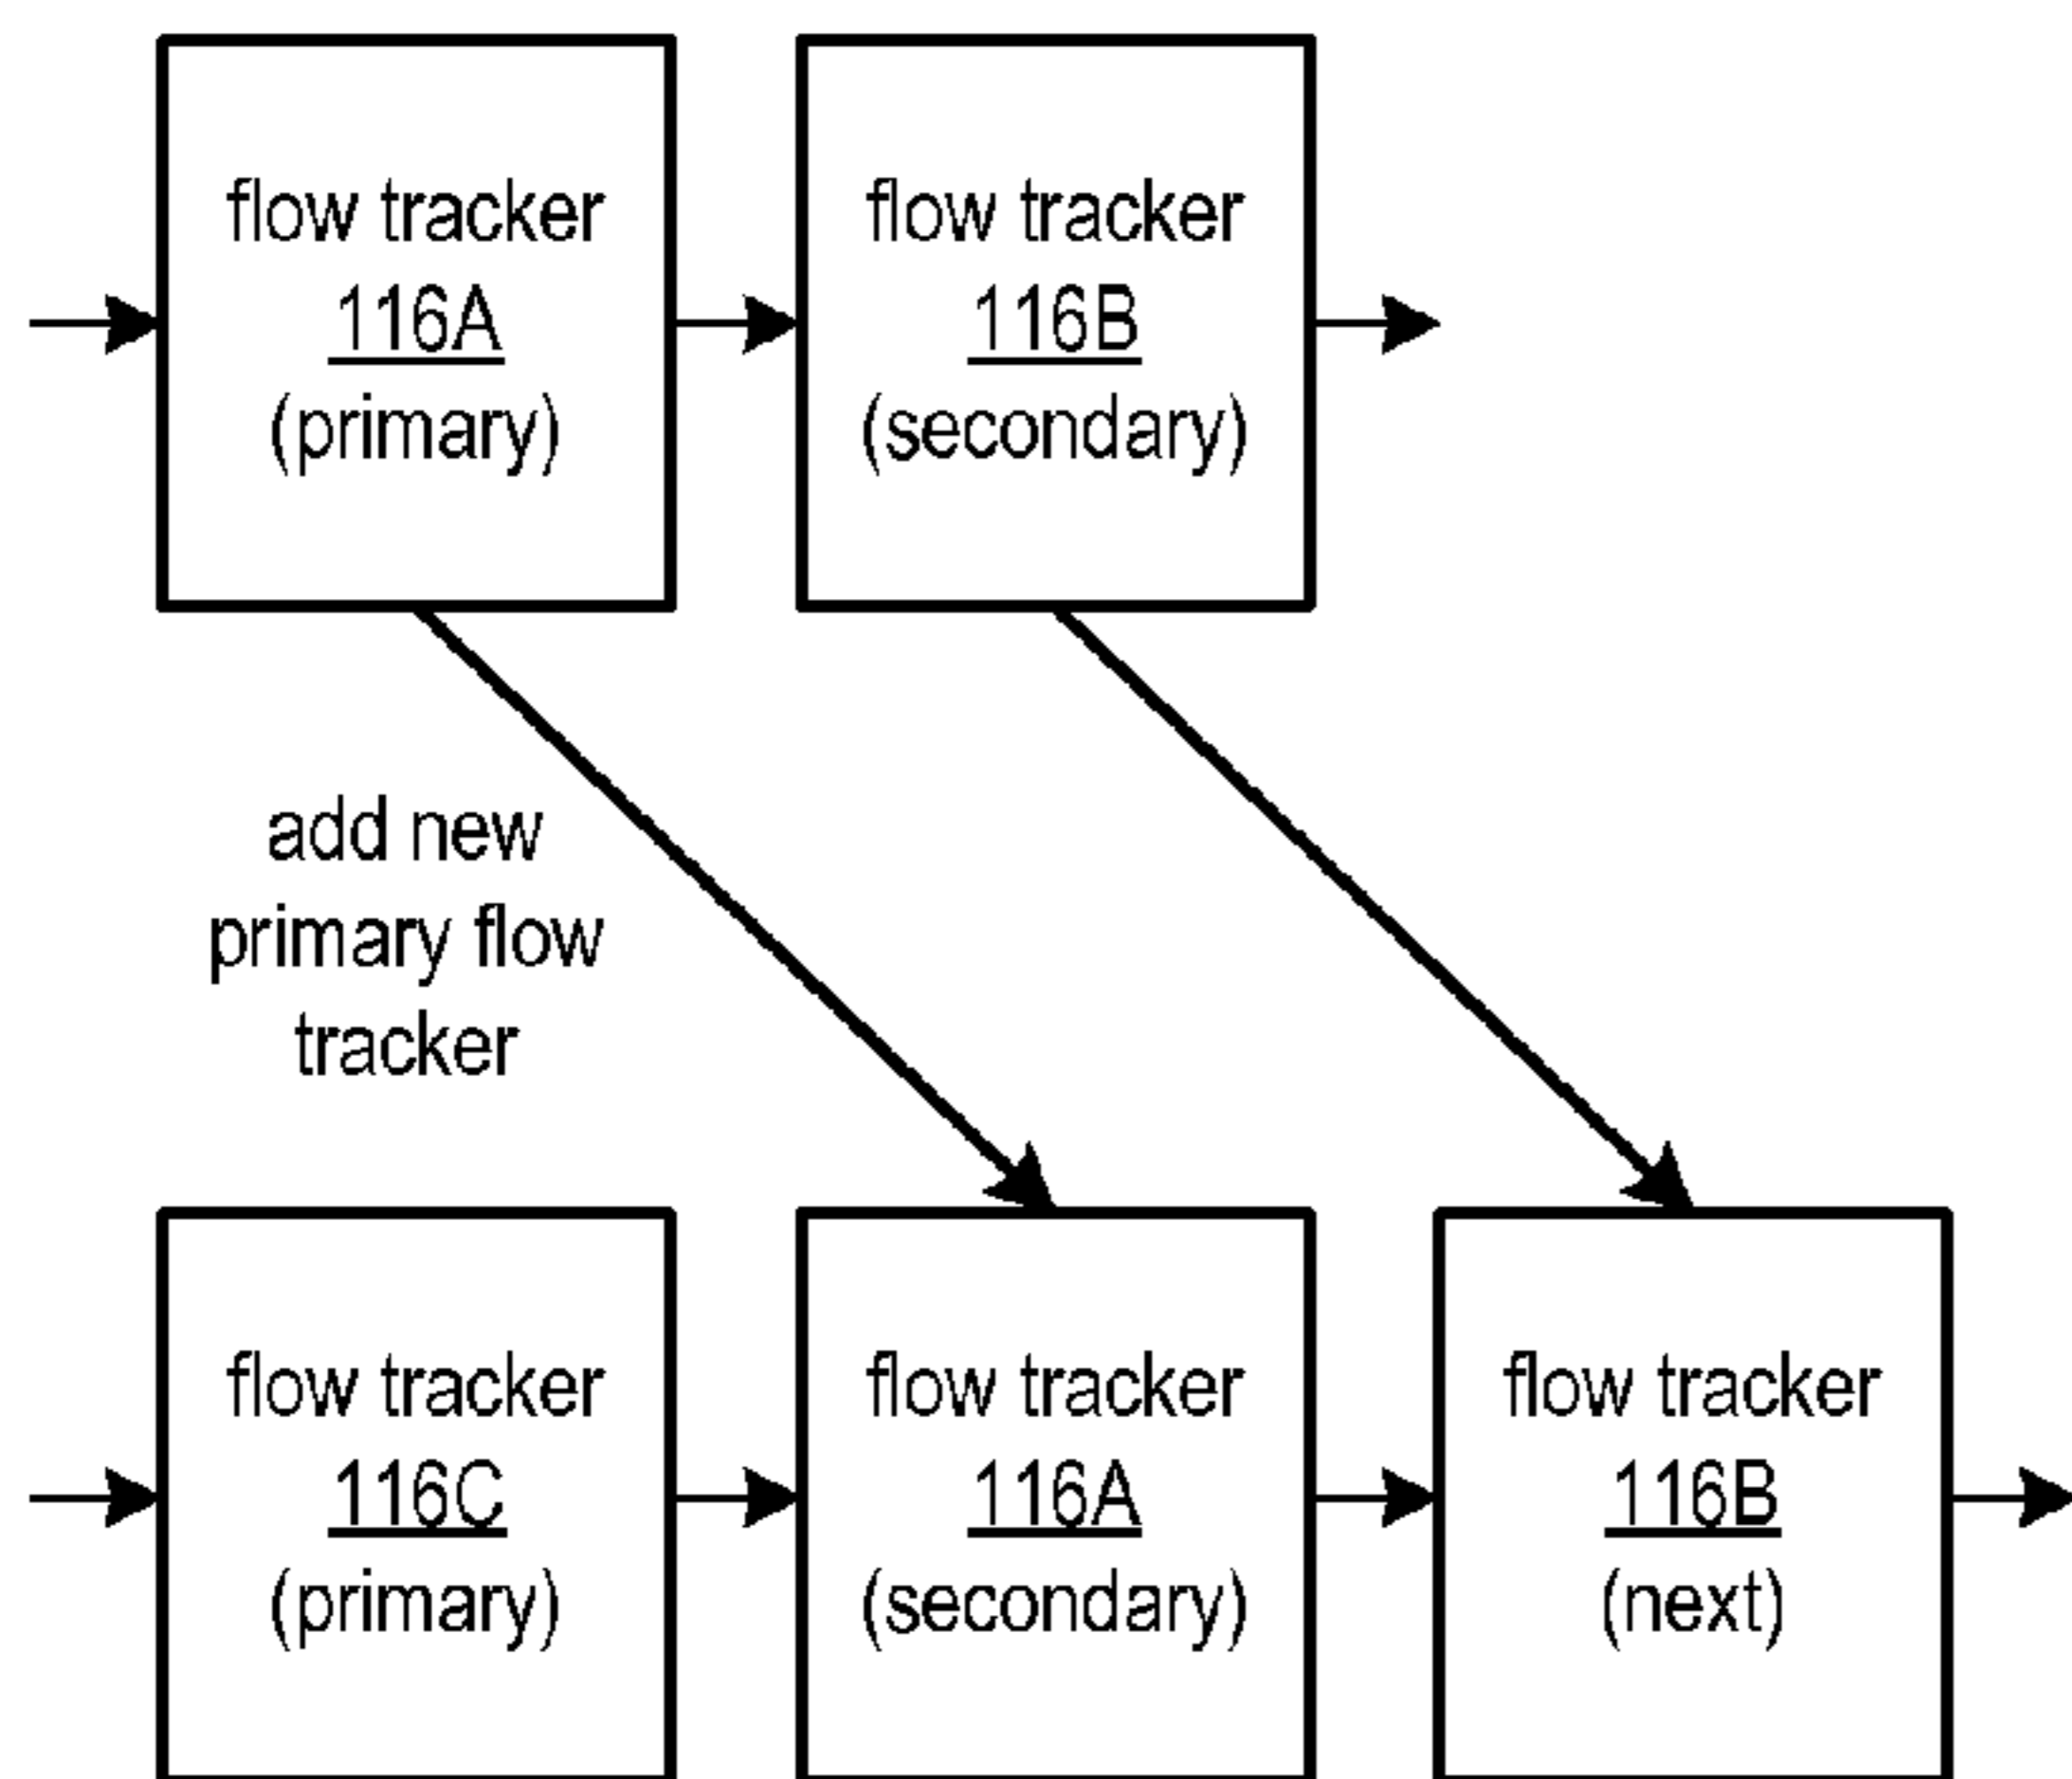 flow tracker
116A
(primary)
flow tracker
116B
(secondary)
add new
primary flow
tracker
flow tracker
116C
(primary)
flow tracker
116A
(secondary)
flow tracker
116B
(next)